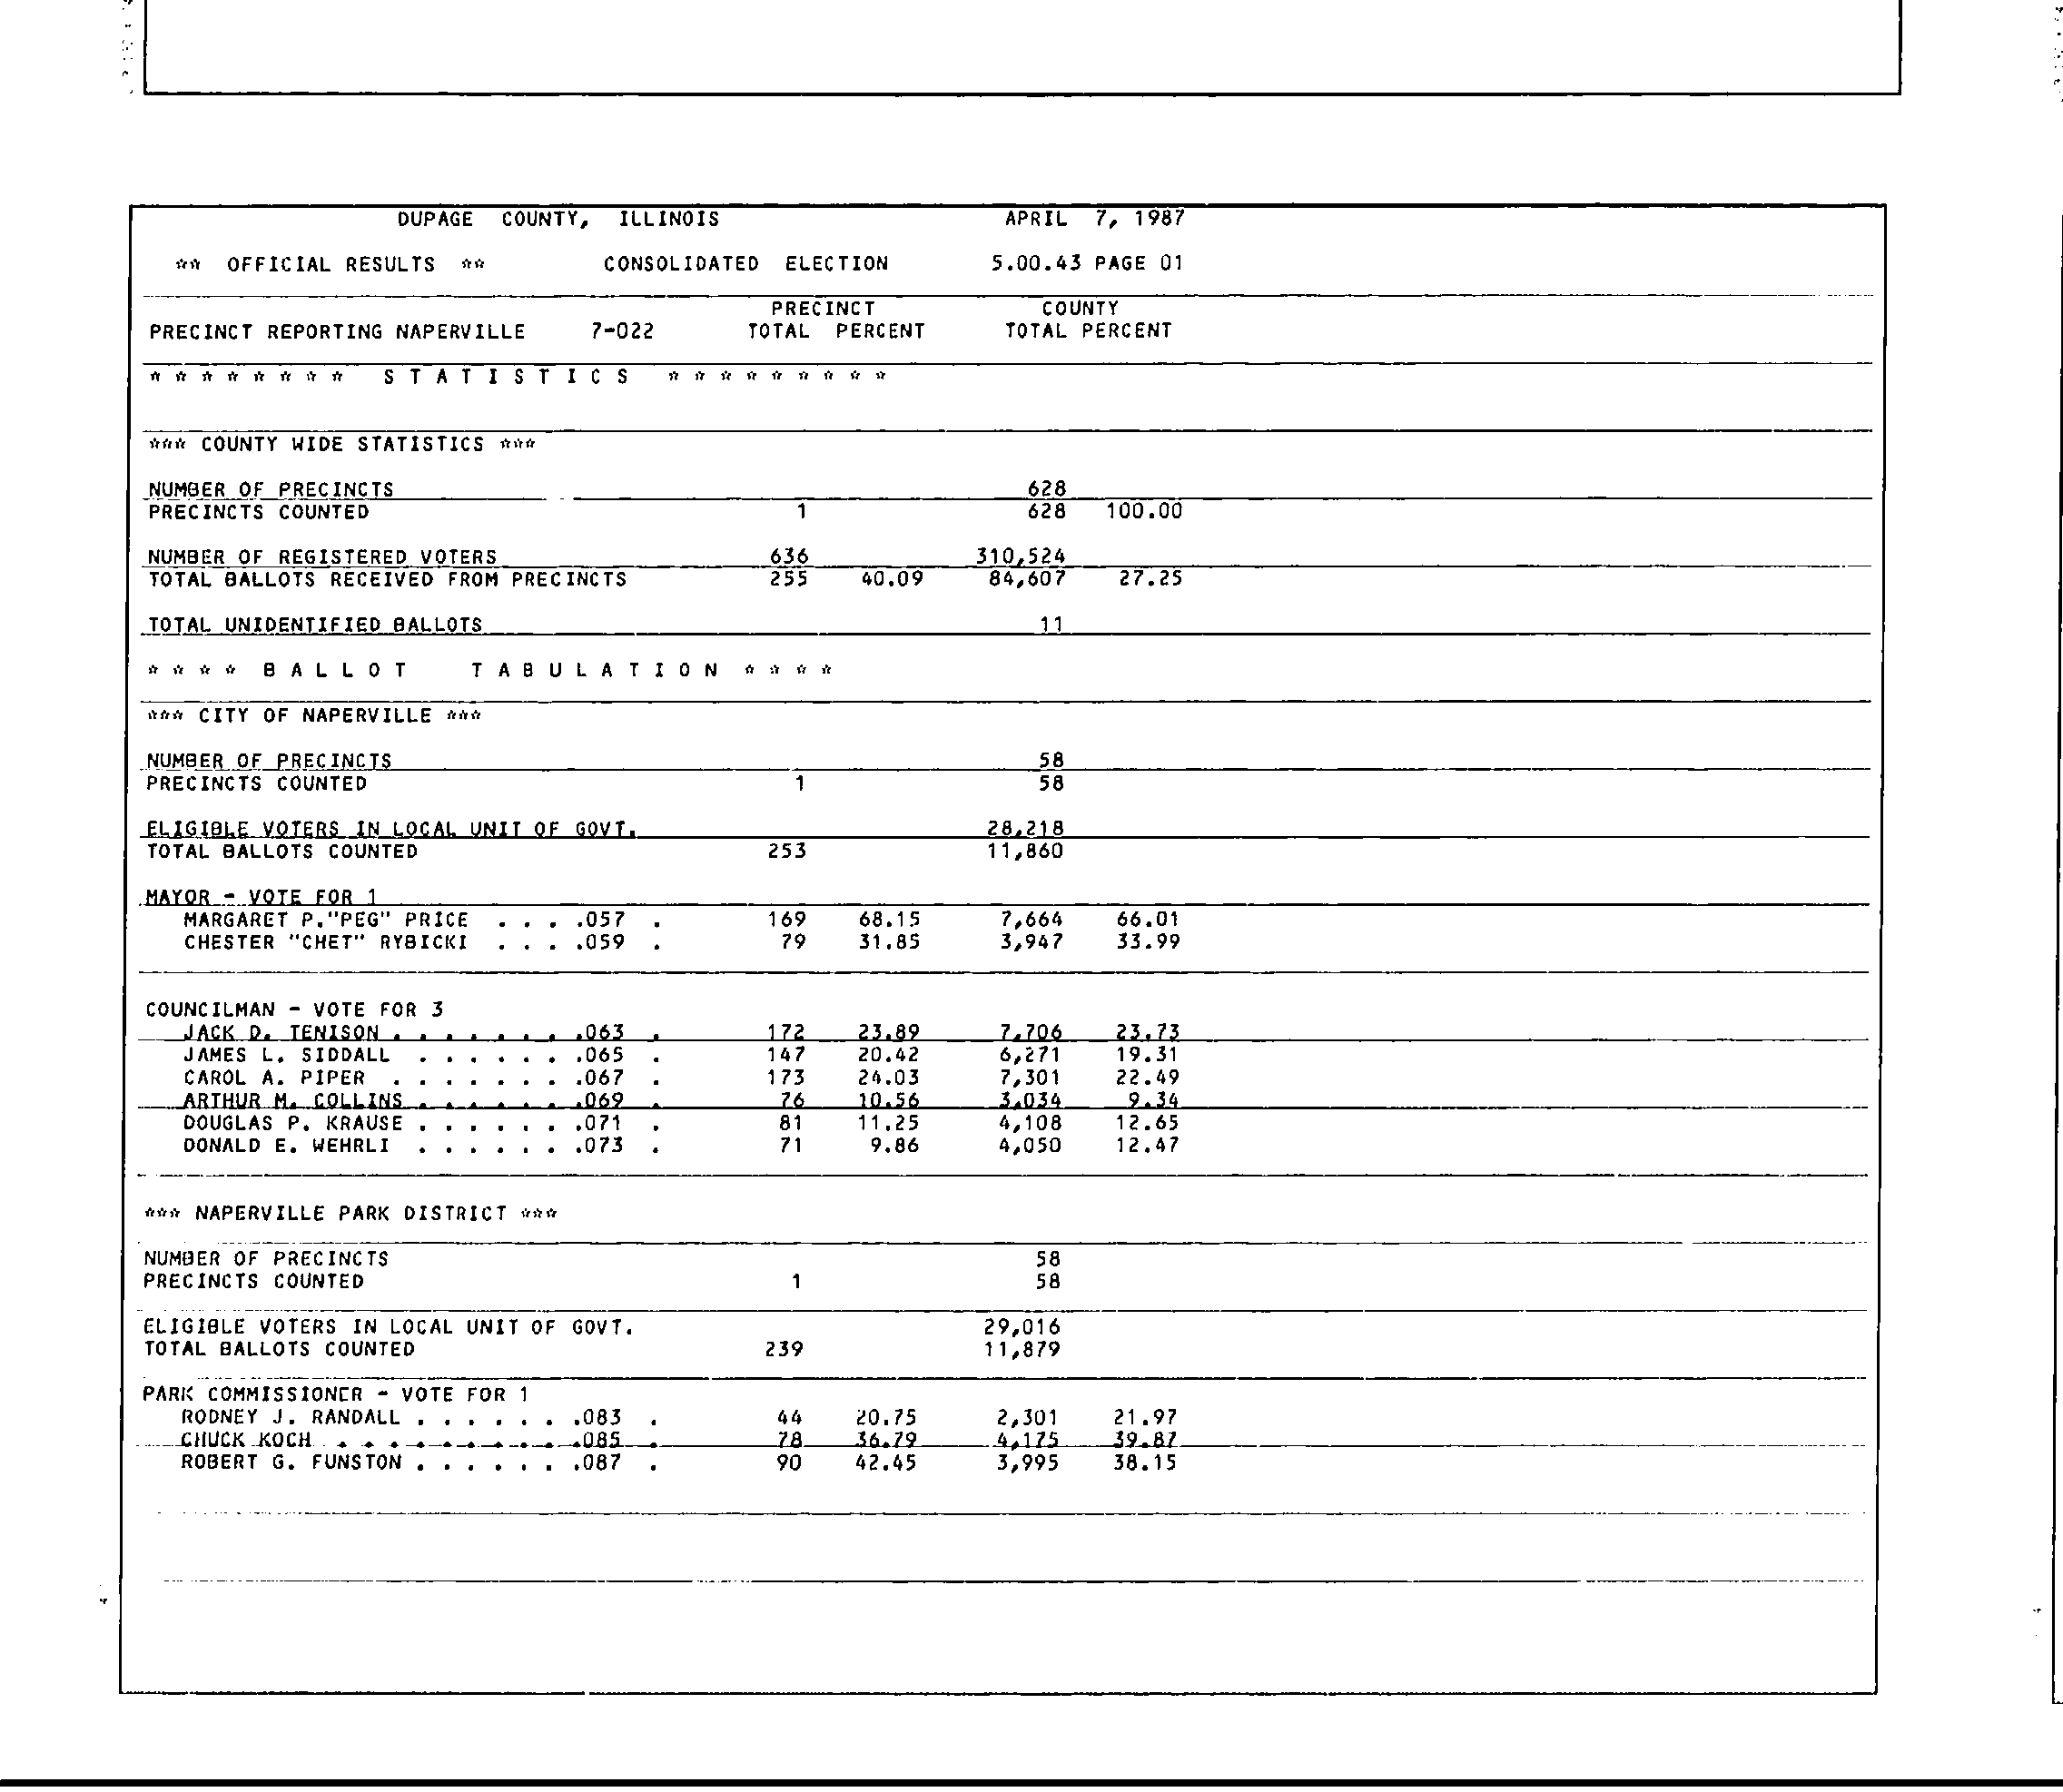 DUPAGE COUNTY, ILLINOIS APRIL 7, 1987
** OFFICIAL RESULTS ** CONSOLIDATED ELECTION 5.00.43 PAGE 01
PRECINCT COUNTY
PRECINCT REPORTING NAPERVILLE 7-022 TOTAL PERCENT TOTAL PERCENT
* * * * * * * * S T A T I S T I C S * * * * * * * * *
*** COUNTY WIDE STATISTICS ***
NUMBER OF PRECINCTS 628
PRECINCTS COUNTED 1 628 100.00
NUMBER OF REGISTERED VOTERS 636 310,524
TOTAL BALLOTS RECEIVED FROM PRECINCTS 255 40.09 84,607 27.25
TOTAL UNIDENTIFIED BALLOTS 11
* * * * B A L L O T T A B U L A T I O N * * * *
*** CITY OF NAPERVILLE ***
NUMBER OF PRECINCTS 58
PRECINCTS COUNTED 1 58
ELIGIBLE VOTERS IN LOCAL UNIT OF GOVT. 28,218
TOTAL BALLOTS COUNTED 253 11,860
MAYOR - VOTE FOR 1
MARGARET P."PEG" PRICE . . . .057 . 169 68.15 7,664 66.01
CHESTER "CHET" RYBICKI . . . .059 . 79 31.85 3,947 33.99
COUNCILMAN - VOTE FOR 3
JACK D. TENISON . . . . . . . .063 . 172 23.89 7,706 23.73
JAMES L. SIDDALL . . . . . . .065 . 147 20.42 6,271 19.31
CAROL A. PIPER . . . . . . . .067 . 173 24.03 7,301 22.49
ARTHUR M. COLLINS . . . . . . .069 . 76 10.56 3,034 9.34
DOUGLAS P. KRAUSE . . . . . . .071 . 81 11.25 4,108 12.65
DONALD E. WEHRLI . . . . . . .073 . 71 9.86 4,050 12.47
*** NAPERVILLE PARK DISTRICT ***
NUMBER OF PRECINCTS 58
PRECINCTS COUNTED 1 58
ELIGIBLE VOTERS IN LOCAL UNIT OF GOVT. 29,016
TOTAL BALLOTS COUNTED 239 11,879
PARK COMMISSIONER - VOTE FOR 1
RODNEY J. RANDALL . . . . . . .083 . 44 20.75 2,301 21.97
CHUCK KOCH . . . . . . . . . .085 . 78 36.79 4,175 39.87
ROBERT G. FUNSTON . . . . . . .087 . 90 42.45 3,995 38.15